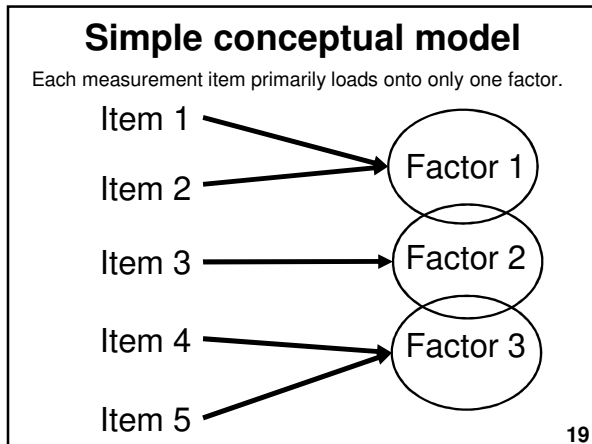 Simple conceptual model
Each measurement item primarily loads onto only one factor.
Item 1
Item 2
Item 3
Item 4
Item 5
Factor 1
Factor 2
Factor 3
19